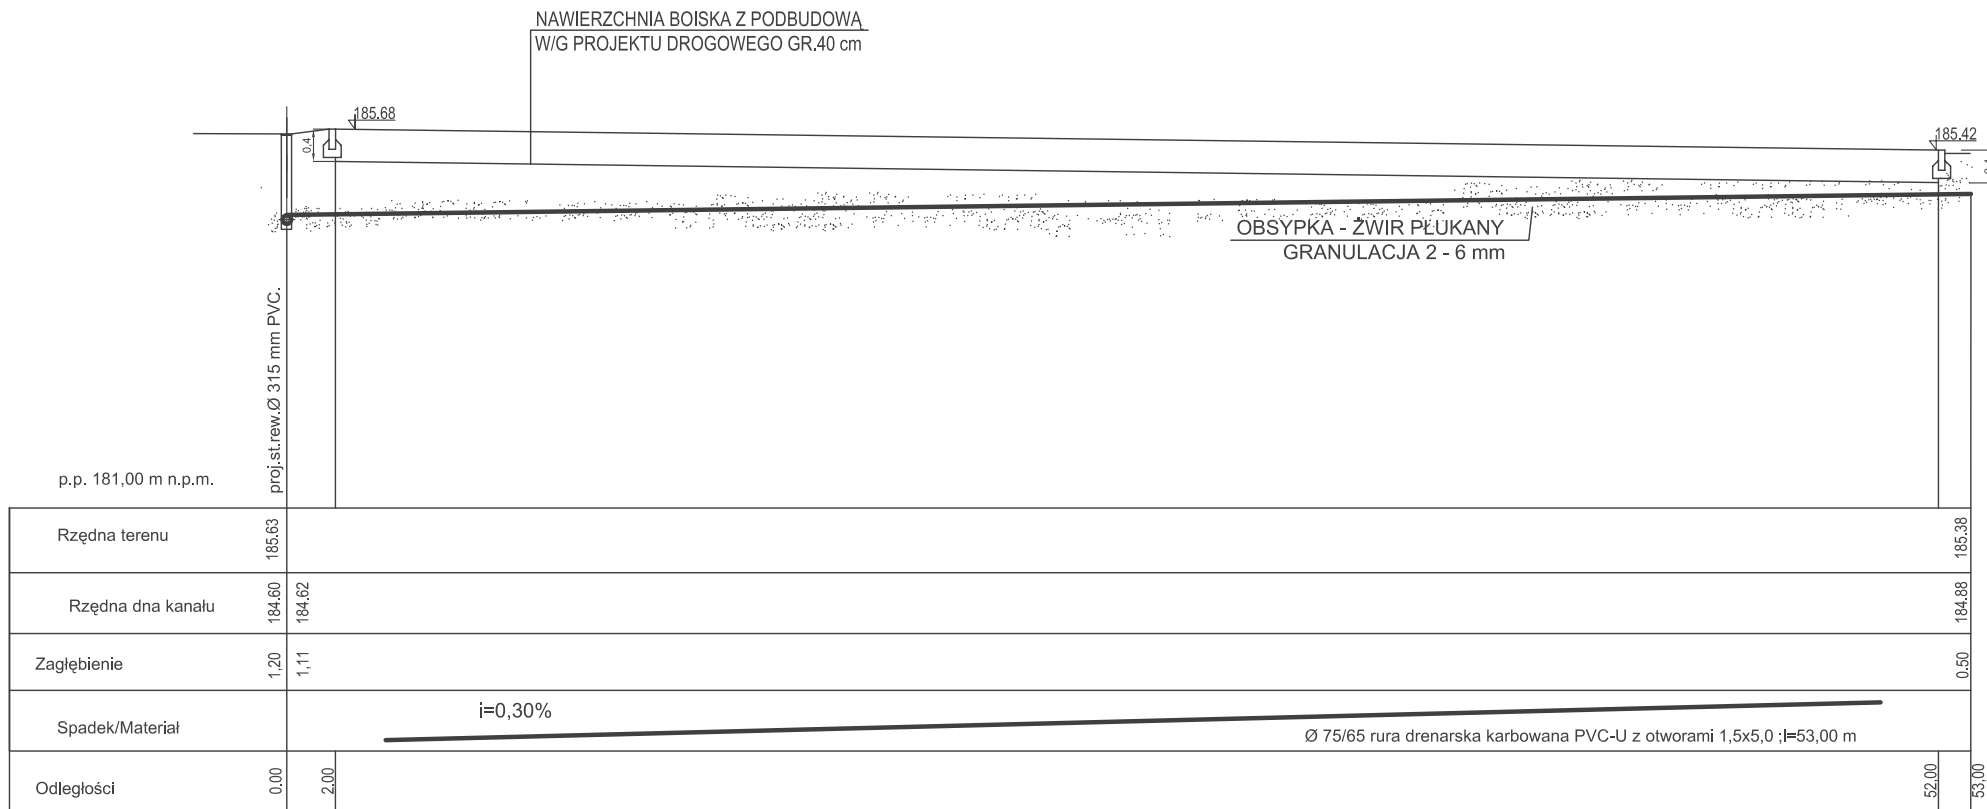 NAWIERZCHNIA BOISKA Z PODBUDOWĄ
W/G PROJEKTU DROGOWEGO GR.40 cm
185.68
185.42
0.4
OBSYPKA - ŻWIR PŁUKANY
GRANULACJA 2 - 6 mm
proj.st.rew.Ø 315 mm PVC.
p.p. 181,00 m n.p.m.
Rzędna terenu 185.63 185.38
Rzędna dna kanału 184.60 184.62 184.88
Zagłębienie 1,20 1,11 0.50
Spadek/Materiał i=0,30%
Ø 75/65 rura drenarska karbowana PVC-U z otworami 1,5x5,0 ;l=53,00 m
Odległości 0.00 2.00 52,00 53,00